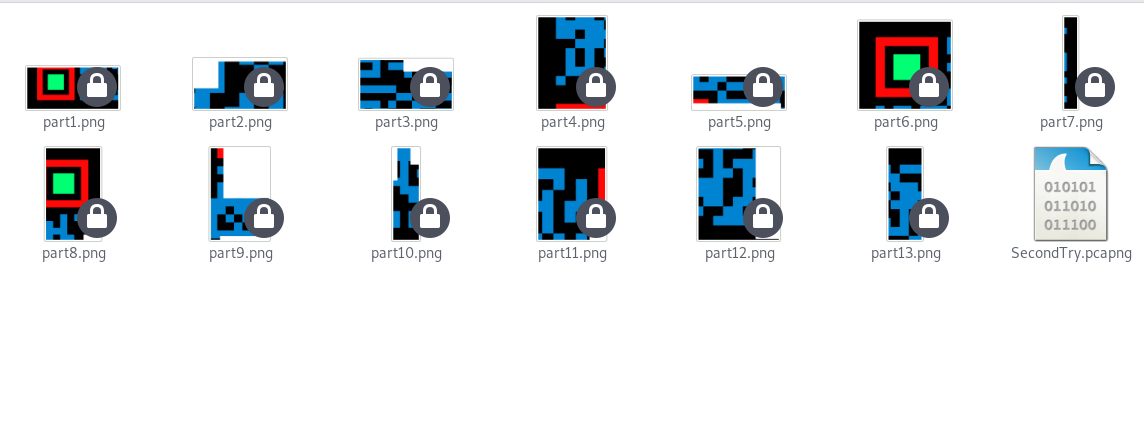 part1.png
part2.png
part3.png
part4.png
part5.png
part6.png
part7.png
part8.png
part9.png
part10.png
part11.png
part12.png
part13.png
010101
011010
011100
SecondTry.pcapng